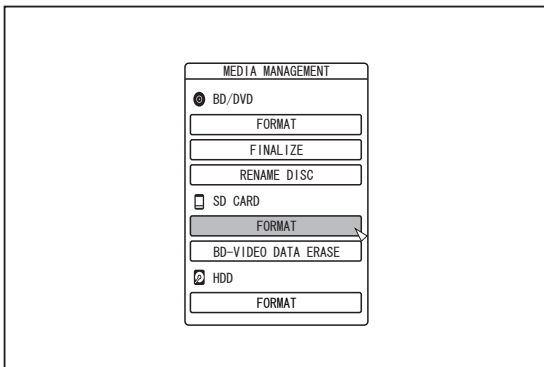 MEDIA MANAGEMENT
BD/DVD
FORMAT
FINALIZE
RENAME DISC
SD CARD
FORMAT
BD-VIDEO DATA ERASE
HDD
FORMAT